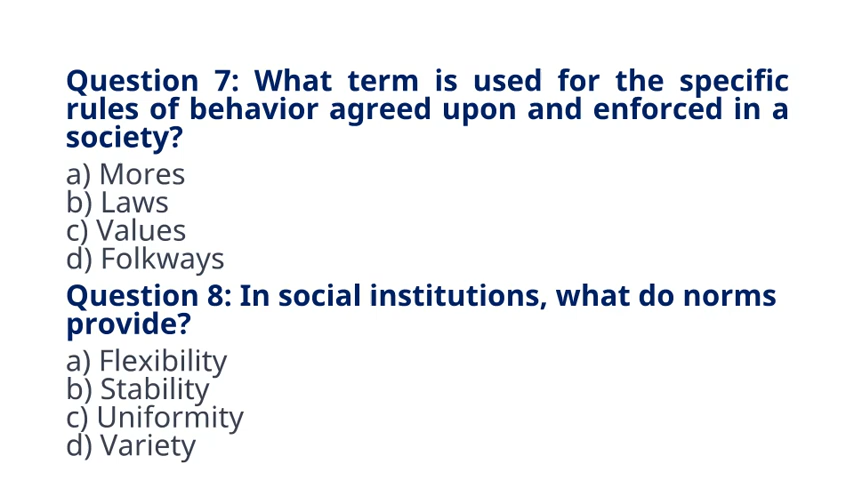 Question 7: What term is used for the specific
rules of behavior agreed upon and enforced in a
society?
a) Mores
b) Laws
c) Values
d) Folkways
Question 8: In social institutions, what do norms
provide?
a) Flexibility
b) Stability
c) Uniformity
d) Variety